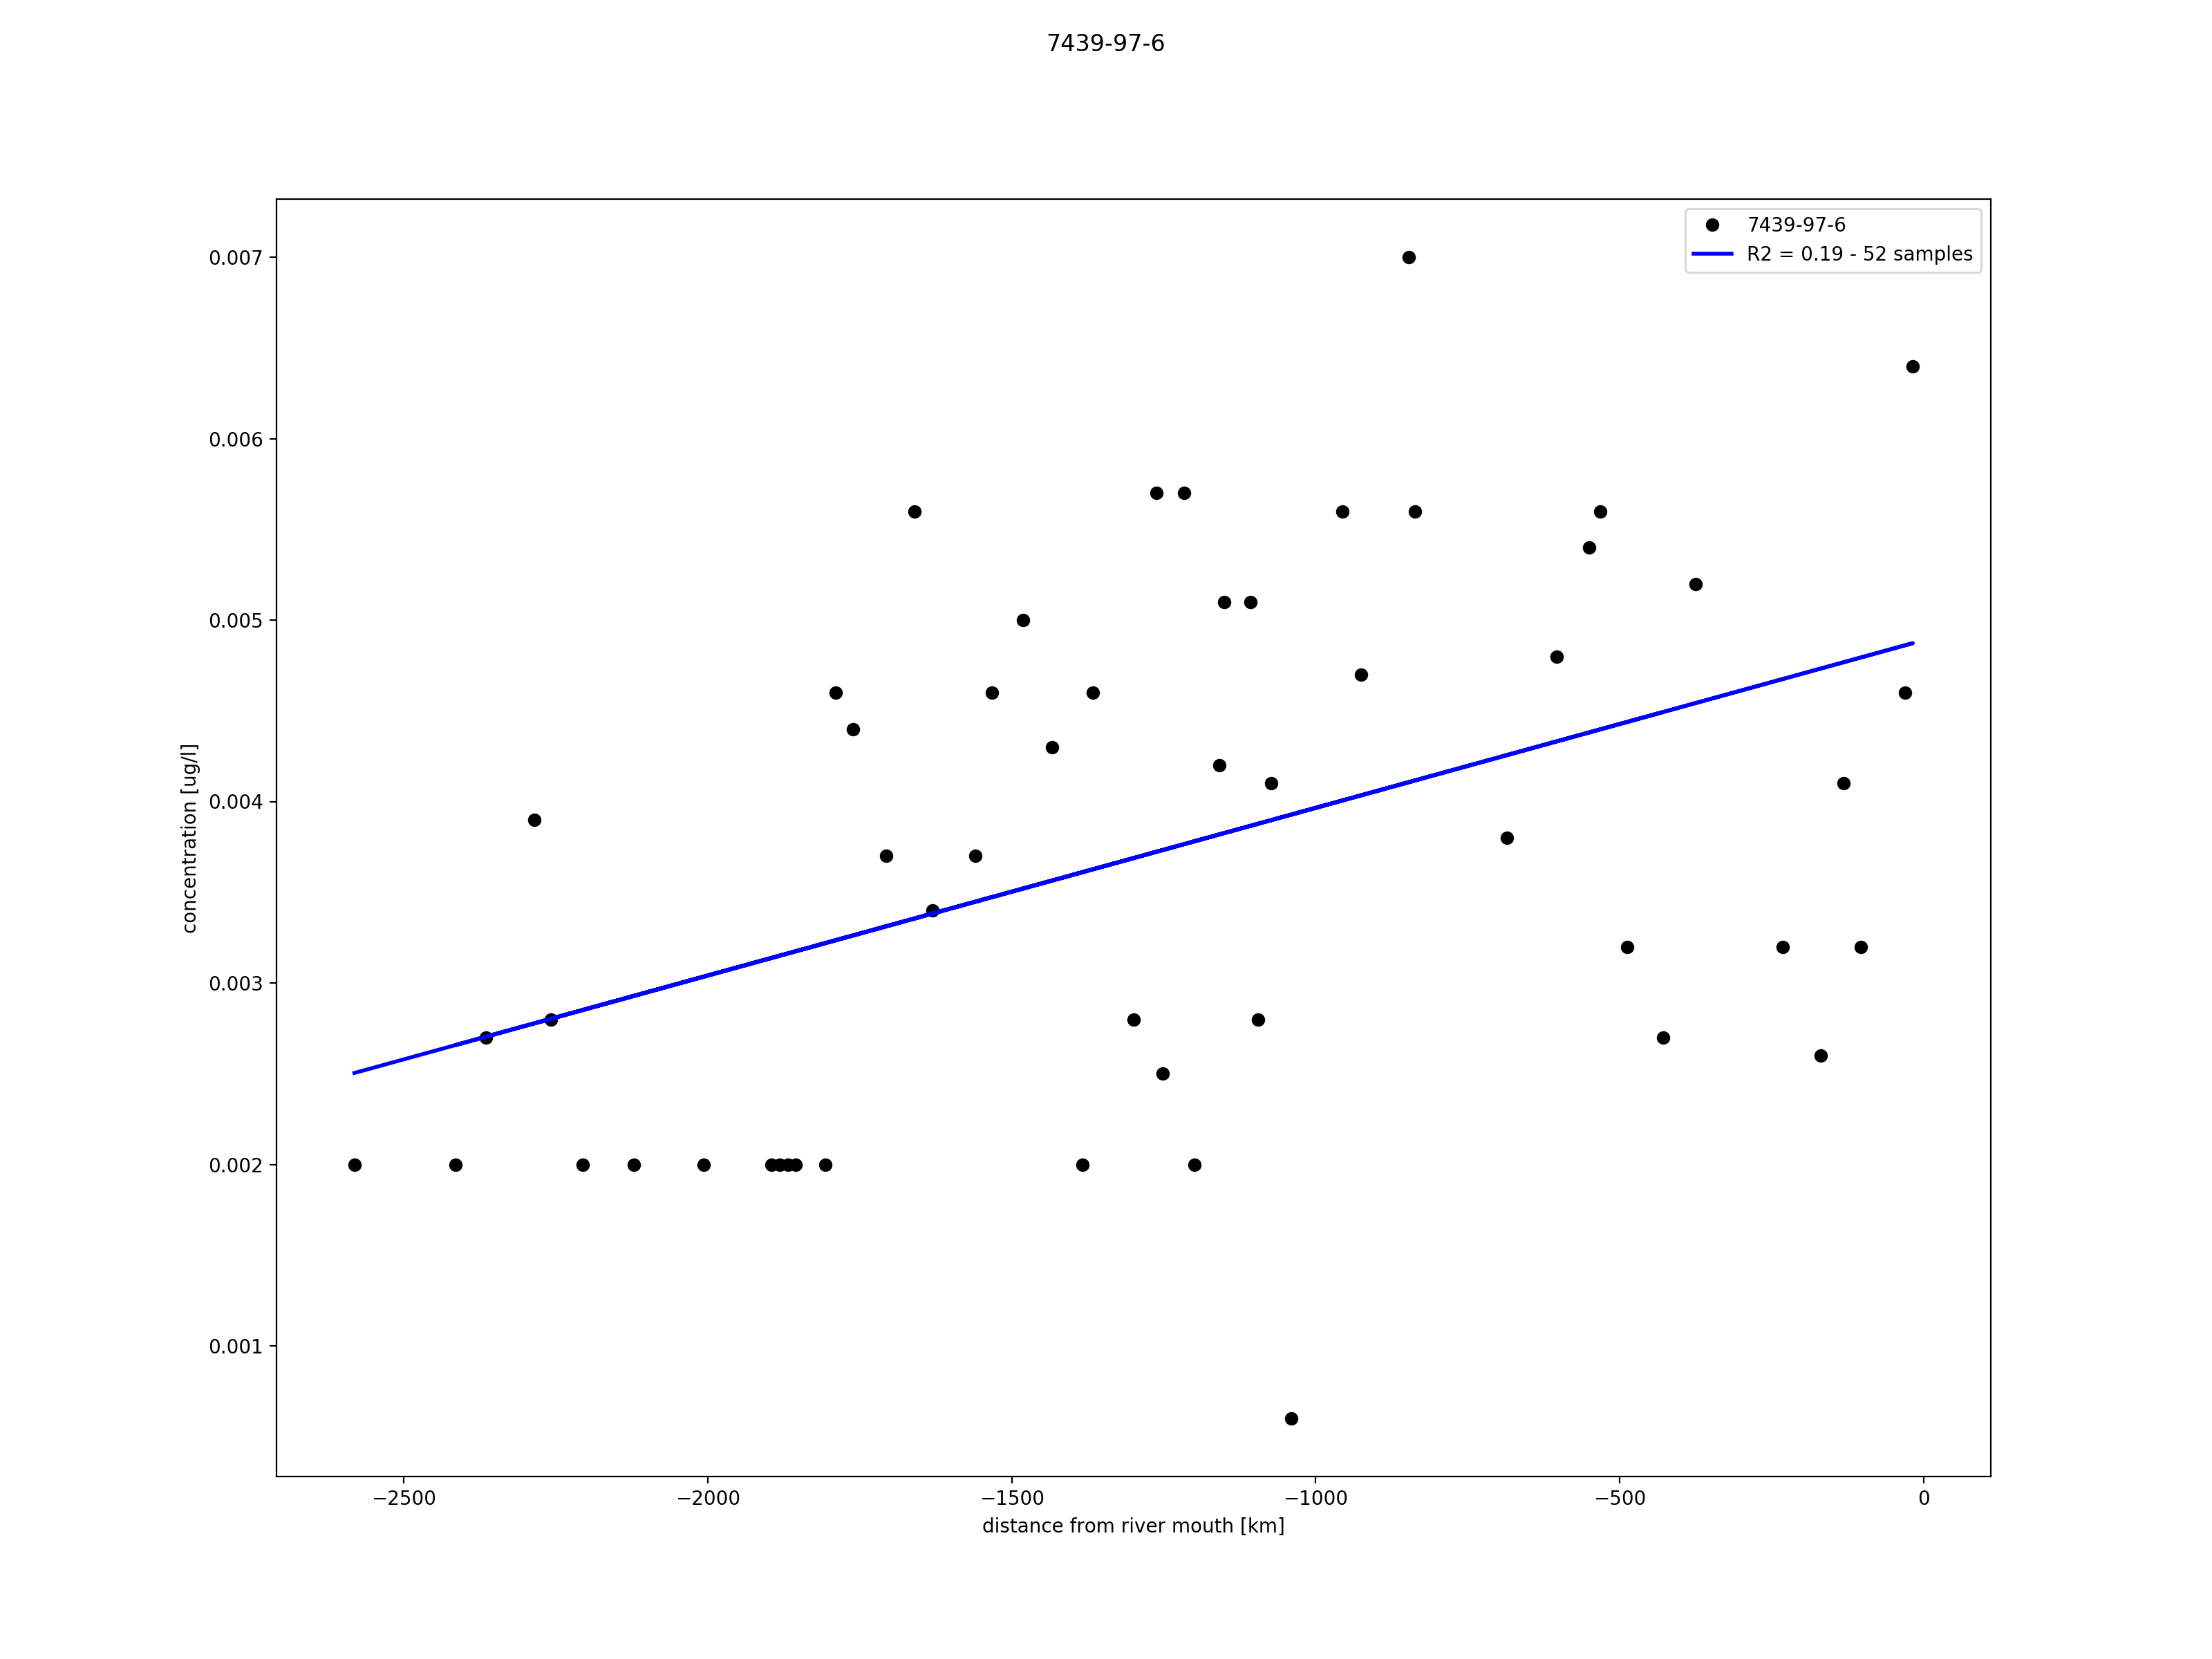 7439-97-6
7439-97-6
R2 = 0.19 - 52 samples
0.007
0.006
0.005
0.004
0.003
0.002
0.001
concentration [ug/l]
−2500 −2000 −1500 −1000 −500 0
distance from river mouth [km]